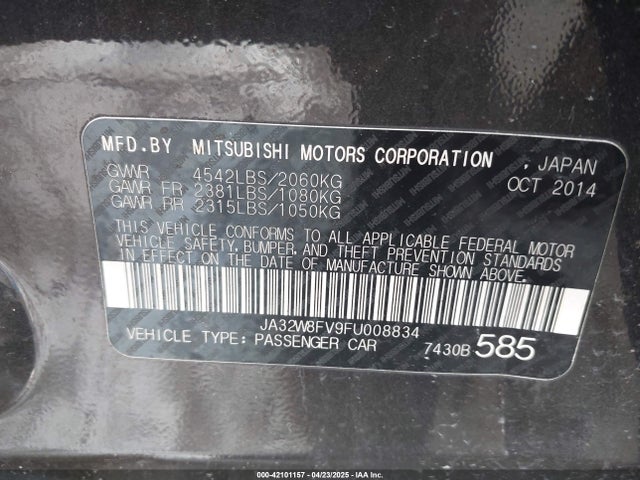 MFD.BY MITSUBISHI MOTORS CORPORATION , JAPAN
GVWR 4542LBS/2060KG OCT 2014
GAWR FR 2381LBS/1080KG
GAWR RR 2315LBS/1050KG
THIS VEHICLE CONFORMS TO ALL APPLICABLE FEDERAL MOTOR
VEHICLE SAFETY, BUMPER, AND THEFT PREVENTION STANDARDS
IN EFFECT ON THE DATE OF MANUFACTURE SHOWN ABOVE.
JA32W8FV9FU008834
VEHICLE TYPE: PASSENGER CAR 7430B 585
000-42101157 - 04/23/2025 - IAAI, Inc.